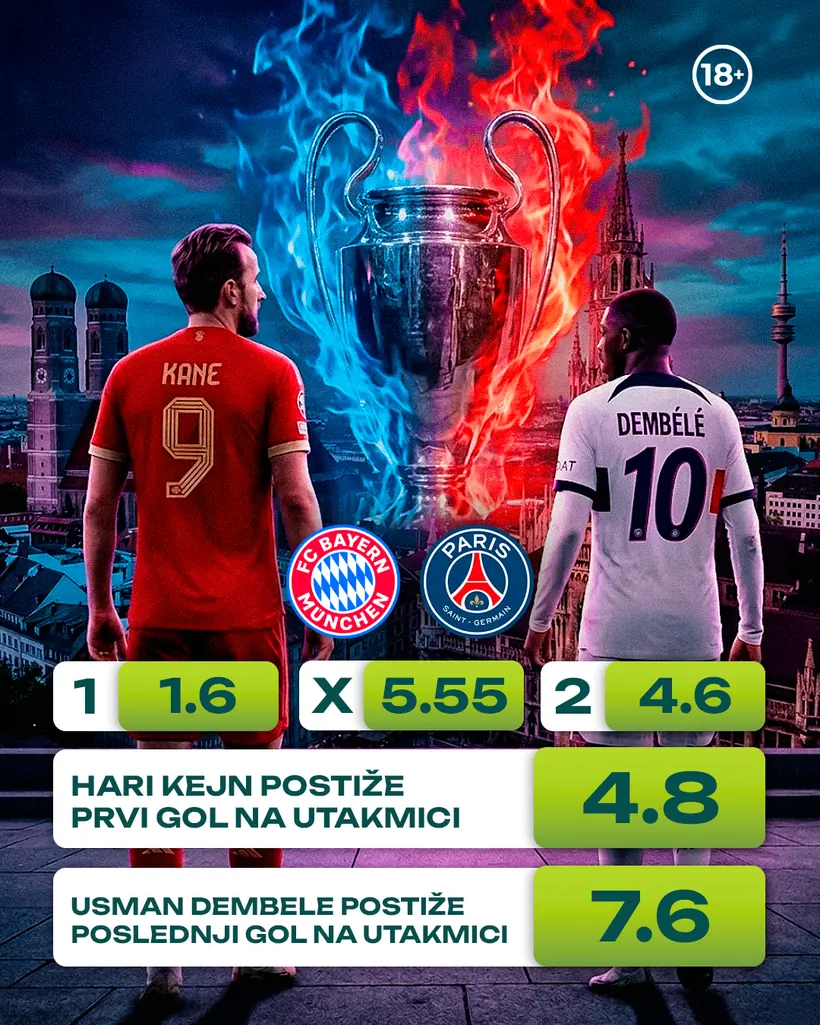 18+
KANE
9
DEMBÉLÉ
10
FC BAYERN
MÜNCHEN
PARIS
SAINT-GERMAIN
1 1.6 X 5.55 2 4.6
HARI KEJN POSTIŽE
PRVI GOL NA UTAKMICI
4.8
USMAN DEMBELE POSTIŽE
POSLEDNJI GOL NA UTAKMICI
7.6